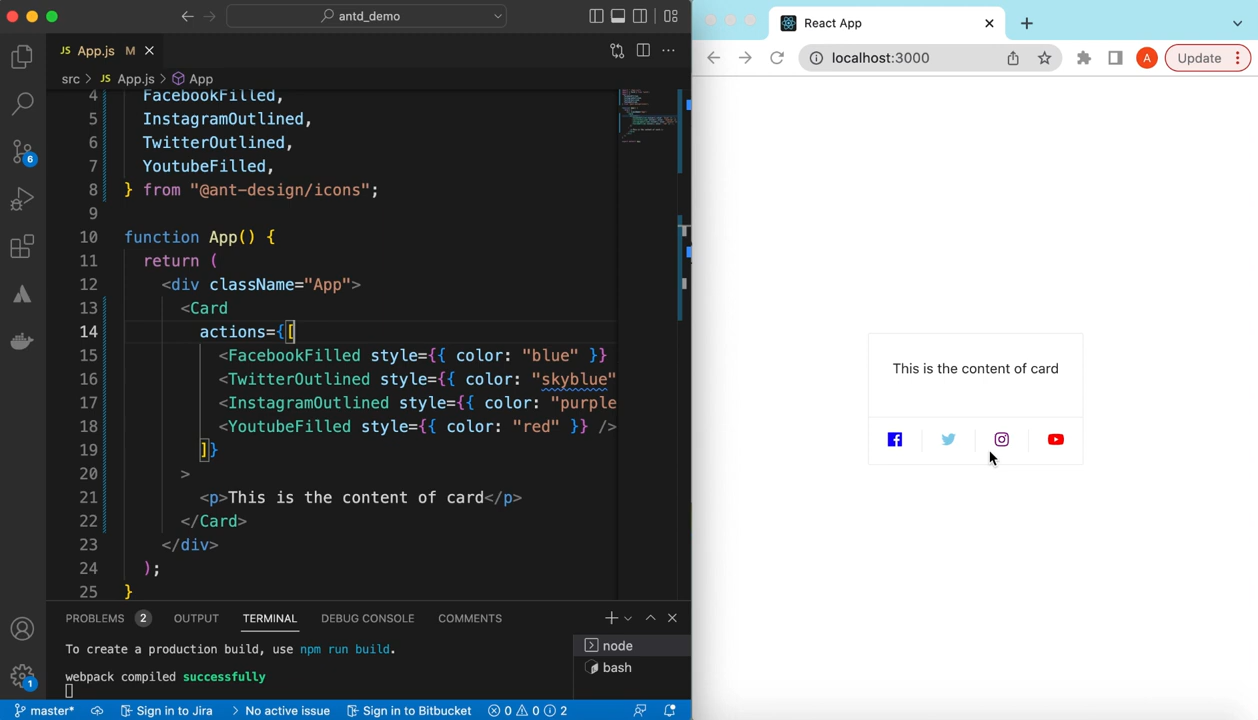 antd_demo
JS App.js M
src > JS App.js > App
4 FacebookFilled,
5 InstagramOutlined,
6 TwitterOutlined,
7 YoutubeFilled,
8 } from "@ant-design/icons";
9
10 function App() {
11 return (
12 <div className="App">
13 <Card
14 actions={[
15 <FacebookFilled style={{ color: "blue" }}
16 <TwitterOutlined style={{ color: "skyblue"
17 <InstagramOutlined style={{ color: "purple
18 <YoutubeFilled style={{ color: "red" }} />
19 ]}
20 >
21 <p>This is the content of card</p>
22 </Card>
23 </div>
24 );
25 }
6
1
PROBLEMS 2 OUTPUT TERMINAL DEBUG CONSOLE COMMENTS
To create a production build, use npm run build.
webpack compiled successfully
node
bash
master* Sign in to Jira No active issue Sign in to Bitbucket 0 0 2
React App
localhost:3000
A
Update
This is the content of card